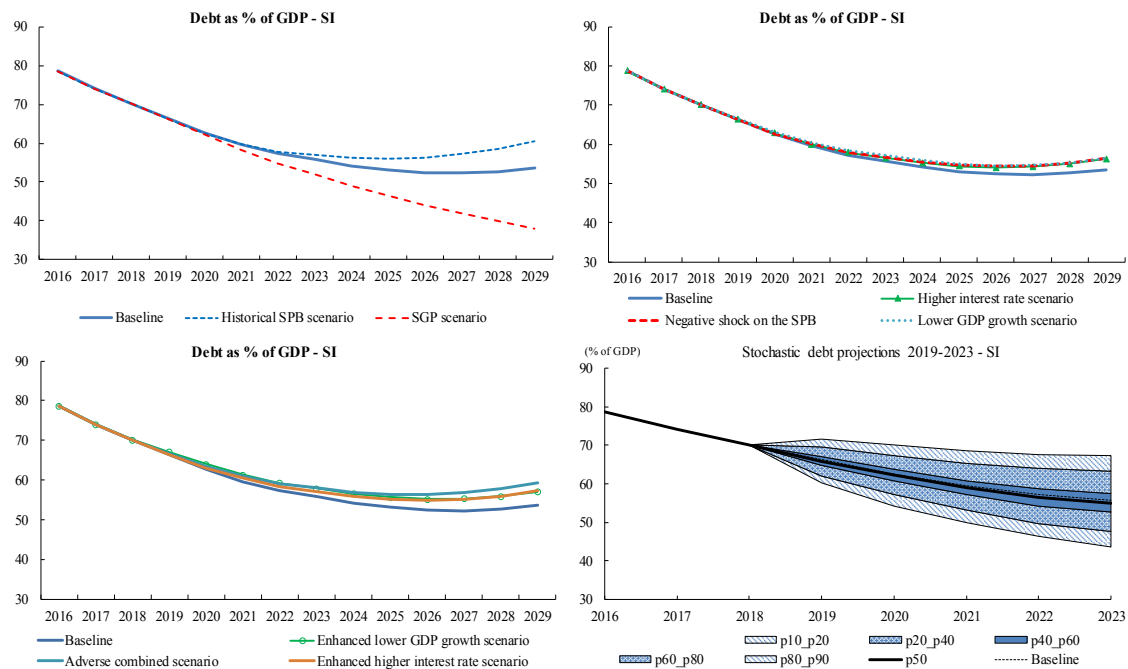 Debt as % of GDP - SI
90
80
70
60
50
40
30
2016 2017 2018 2019 2020 2021 2022 2023 2024 2025 2026 2027 2028 2029
Baseline Historical SPB scenario SGP scenario
Debt as % of GDP - SI
90
80
70
60
50
40
30
2016 2017 2018 2019 2020 2021 2022 2023 2024 2025 2026 2027 2028 2029
Baseline Higher interest rate scenario
Negative shock on the SPB Lower GDP growth scenario
Debt as % of GDP - SI
90
80
70
60
50
40
30
2016 2017 2018 2019 2020 2021 2022 2023 2024 2025 2026 2027 2028 2029
Baseline Enhanced lower GDP growth scenario
Adverse combined scenario Enhanced higher interest rate scenario
(% of GDP) Stochastic debt projections 2019-2023 - SI
90
80
70
60
50
40
30
2016 2017 2018 2019 2020 2021 2022 2023
p10_p20 p20_p40 p40_p60
p60_p80 p80_p90 p50 Baseline